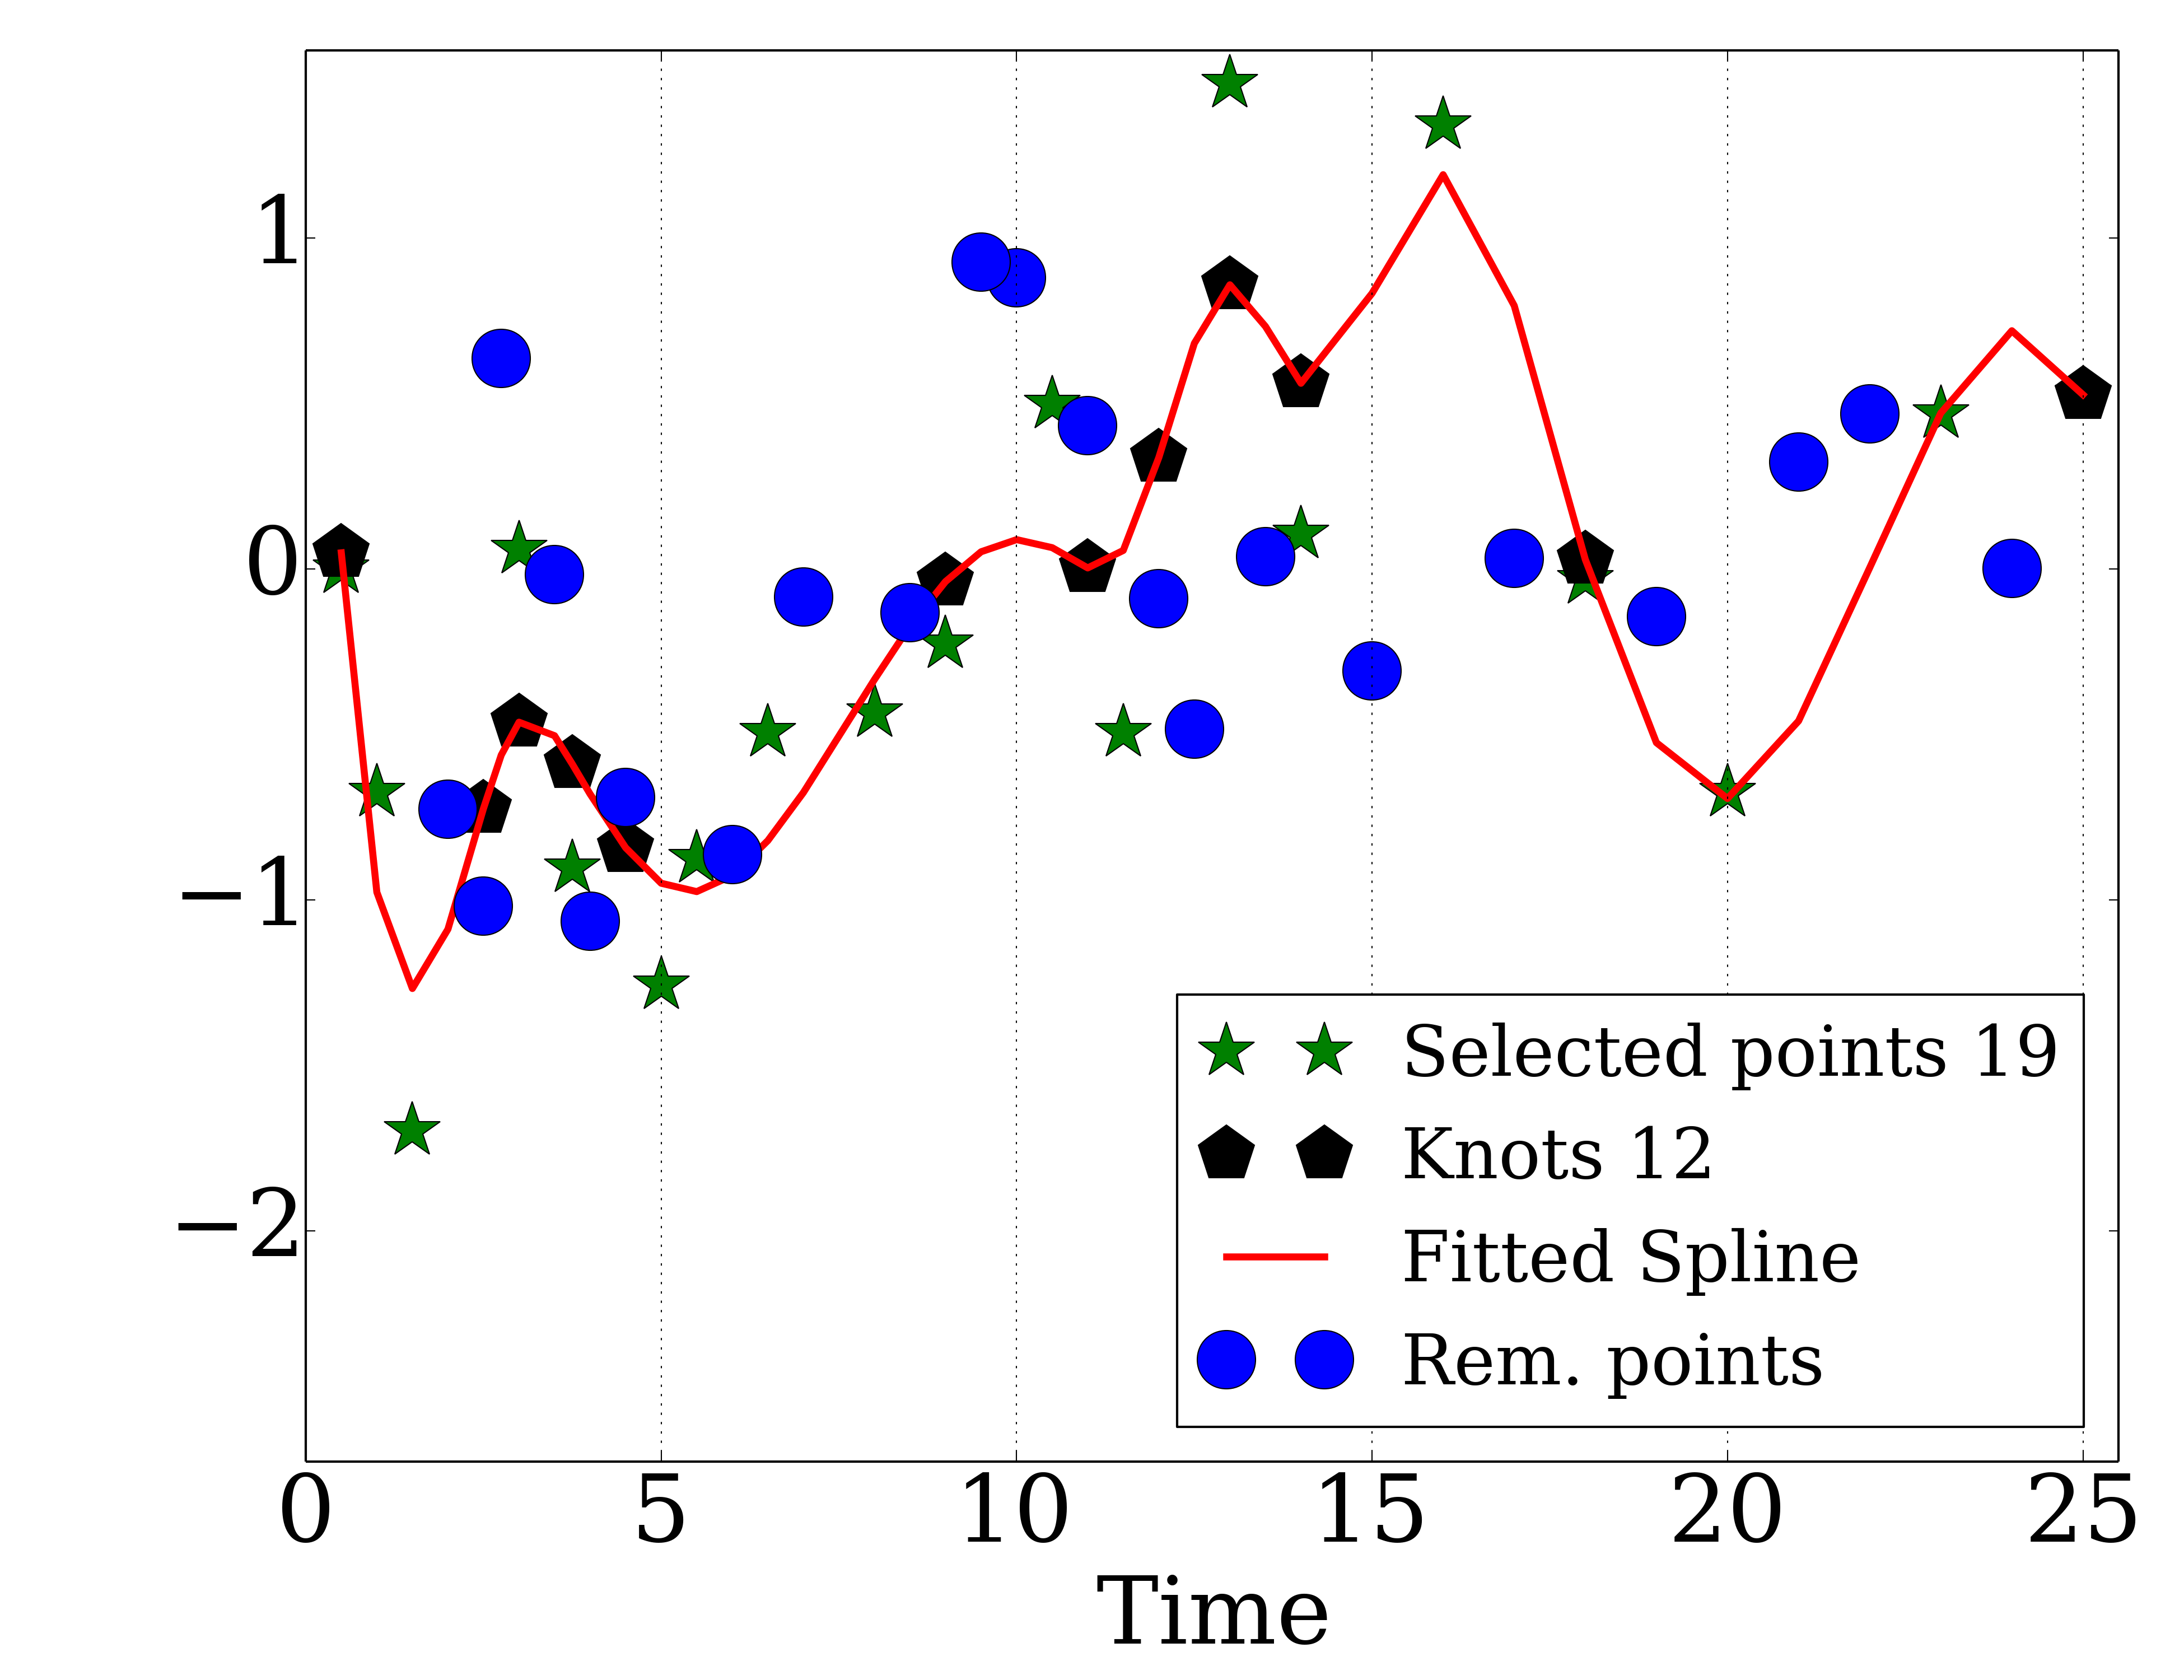 1
0
−1
−2
Selected points 19
Knots 12
Fitted Spline
Rem. points
0 5 10 15 20 25
Time